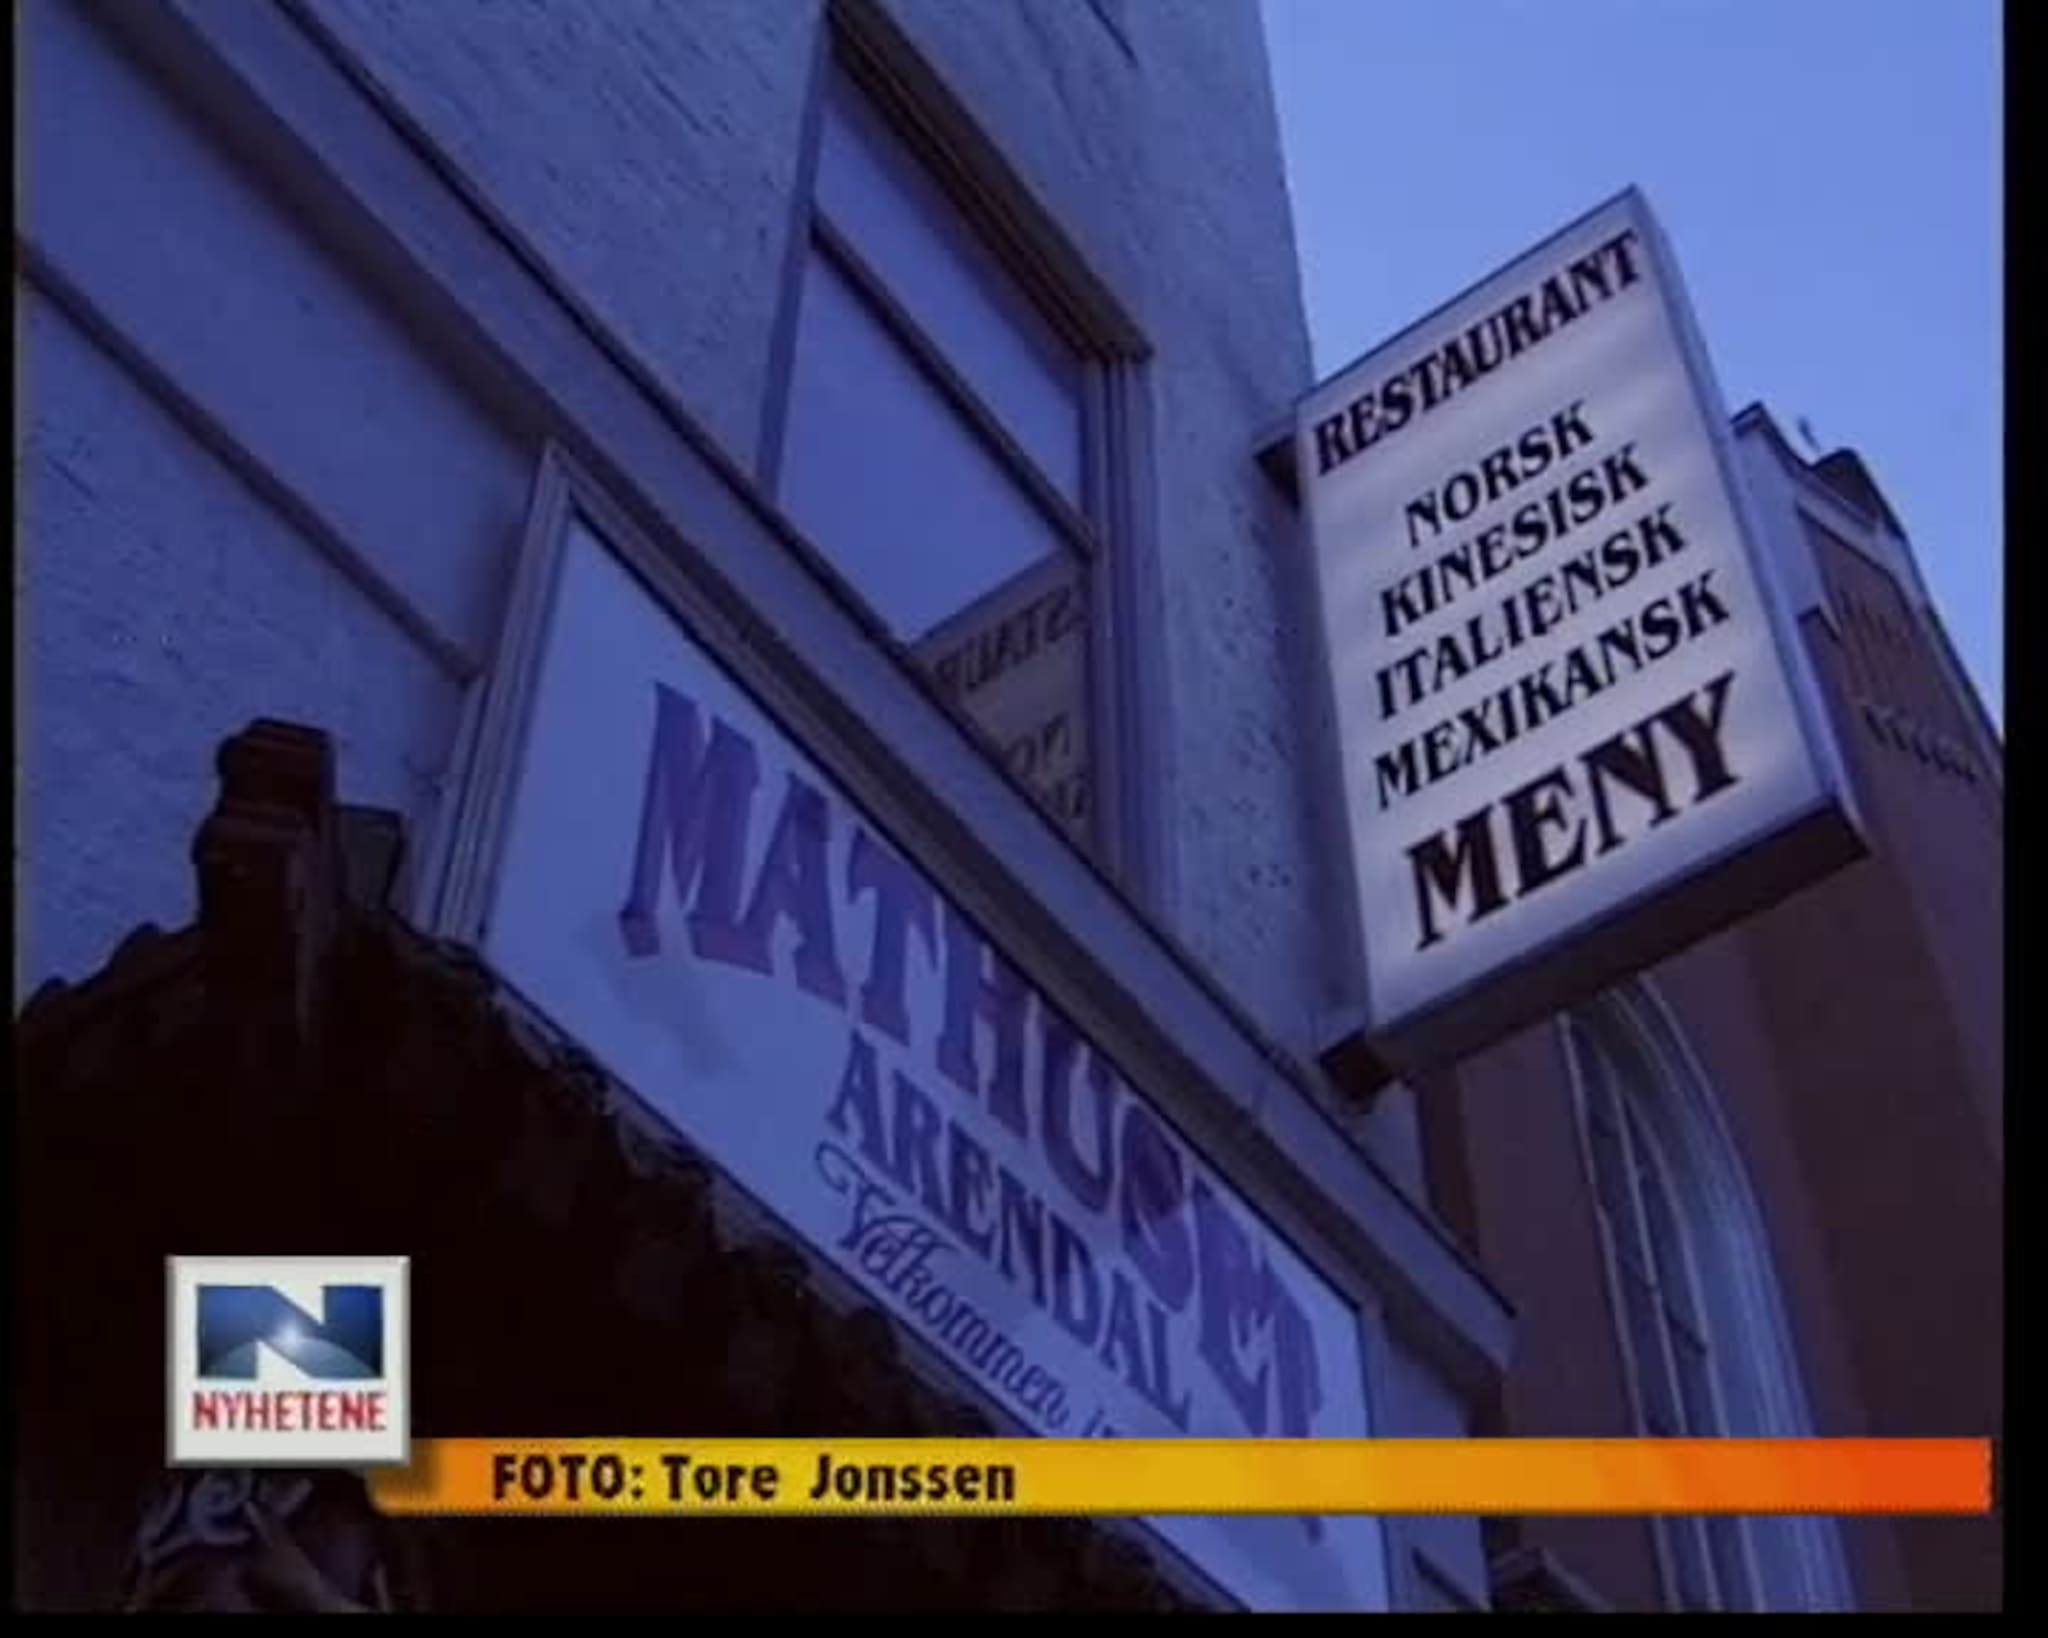 RESTAURANT
NORSK
KINESISK
ITALIENSK
MEXIKANSK
MENY
MATHUSET
ARENDAL
Velkommen
NYHETENE
FOTO: Tore Jonssen